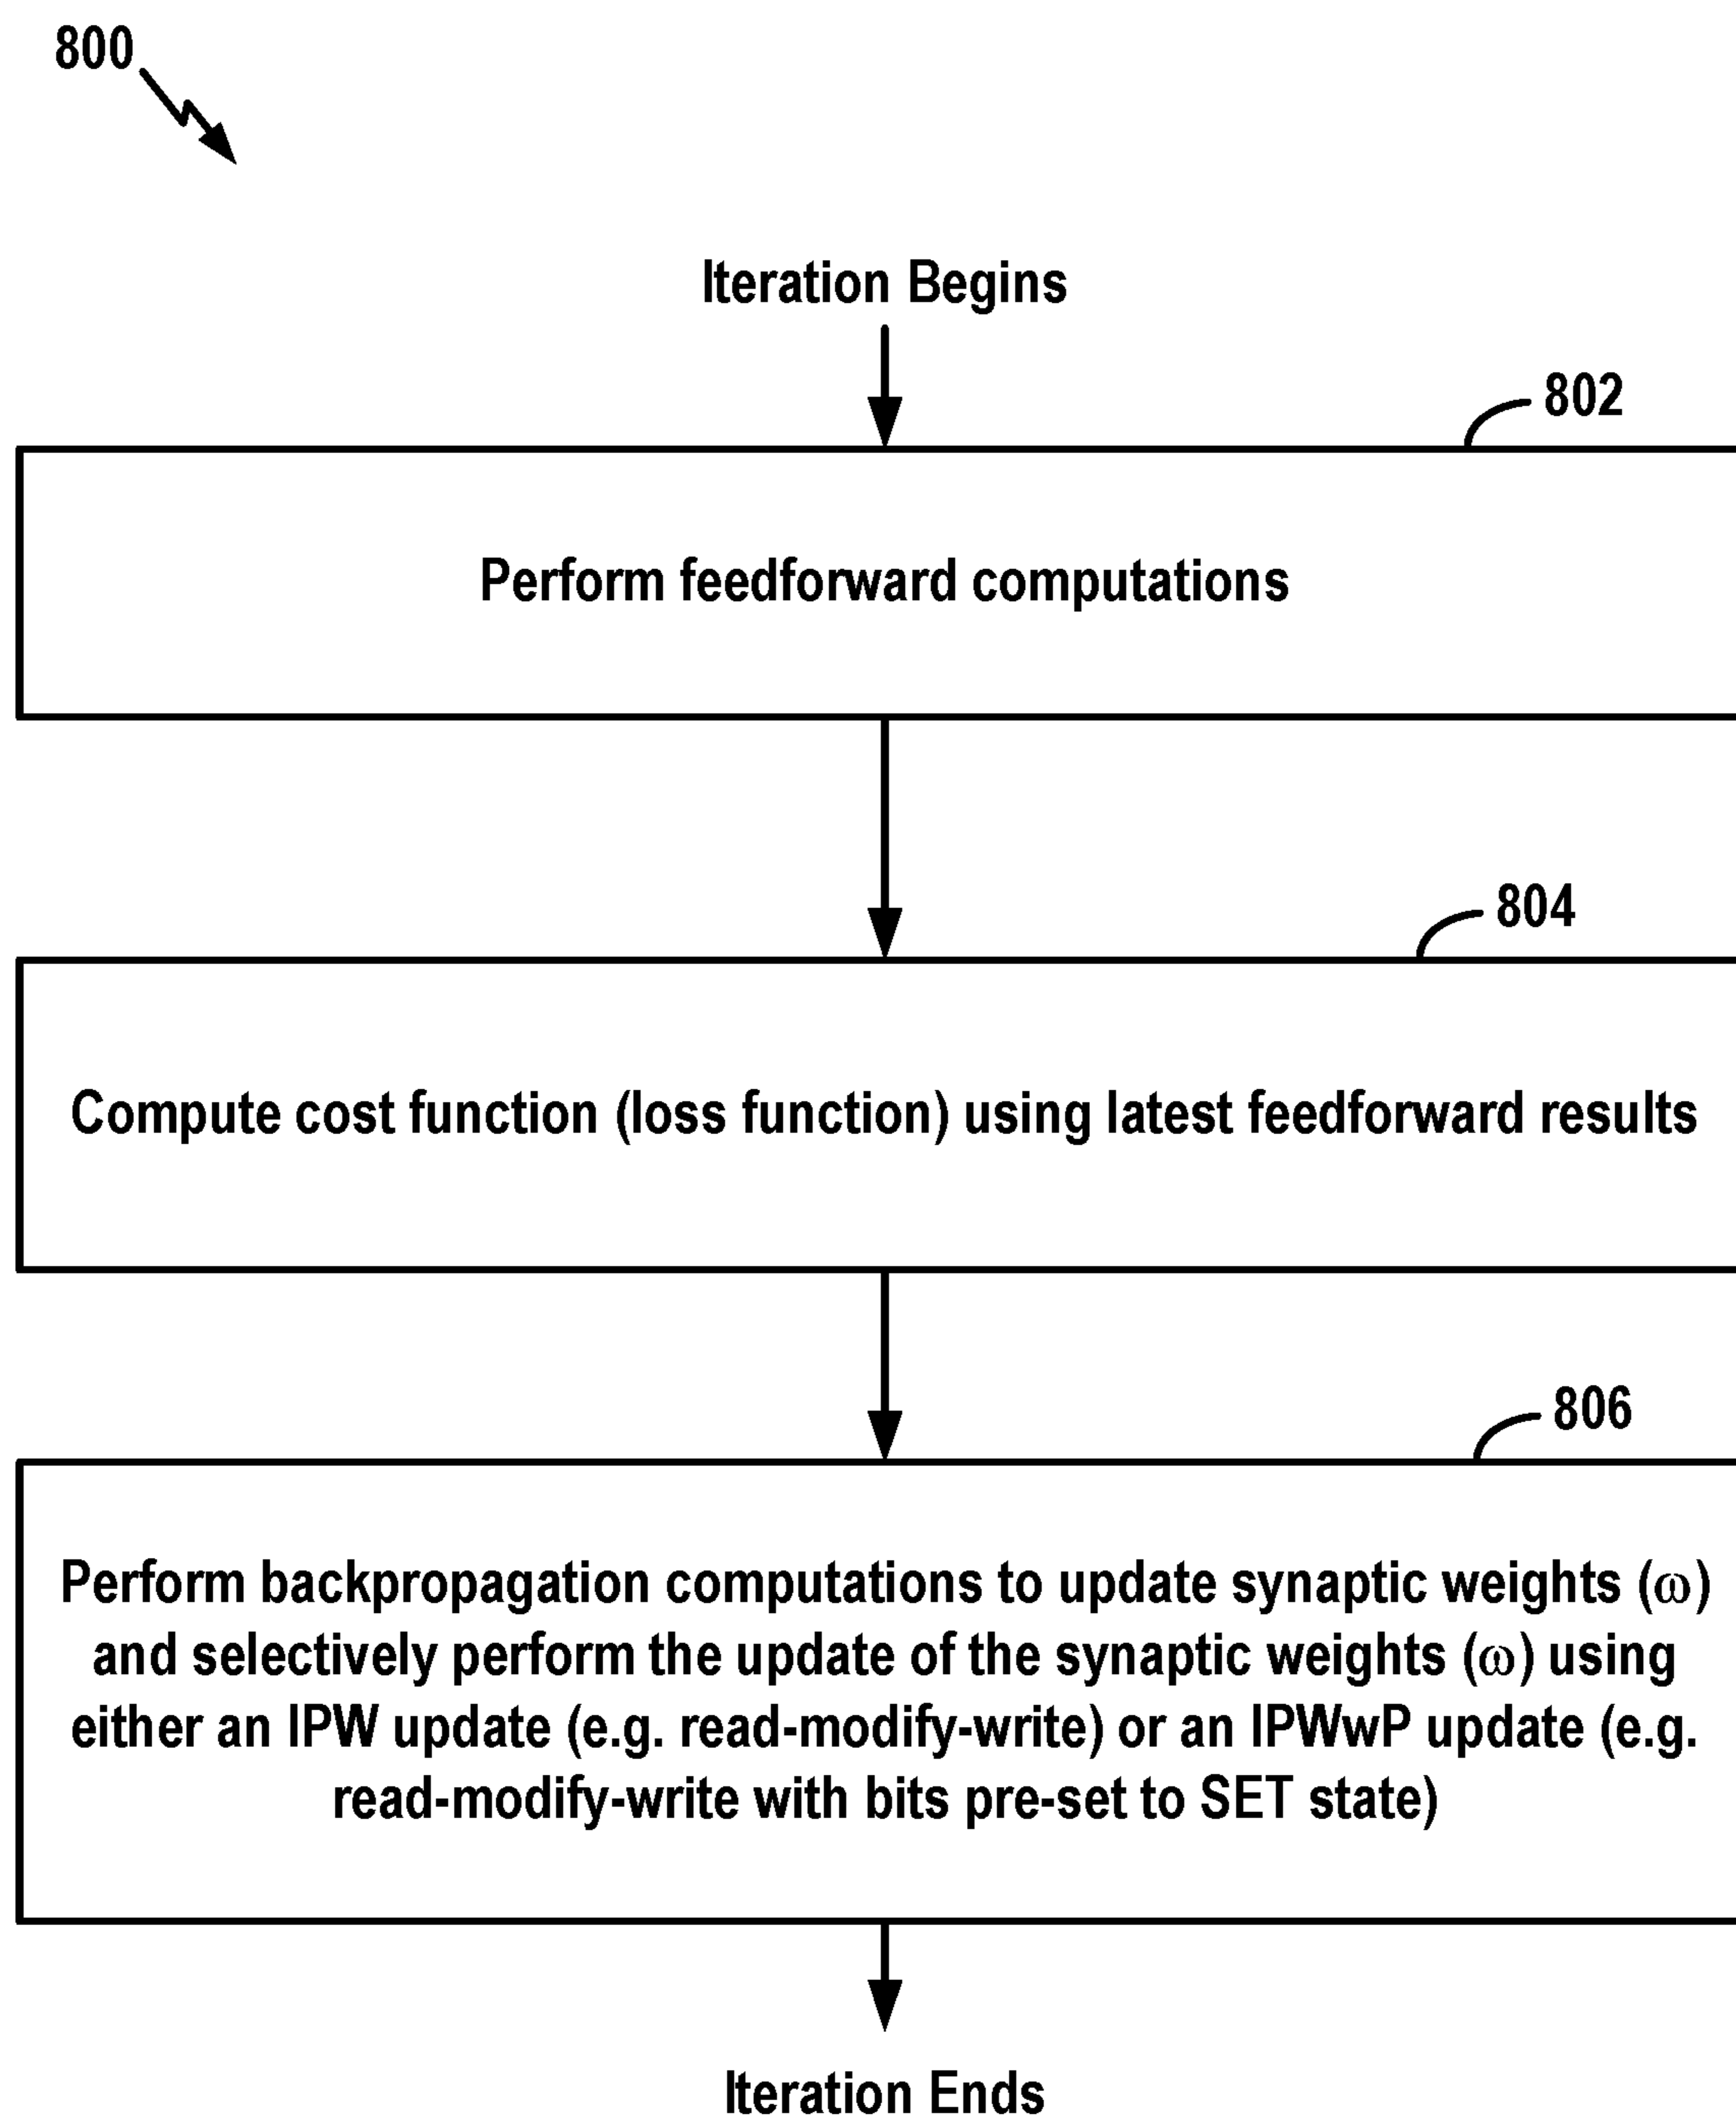 800
Iteration Begins
802
Perform feedforward computations
804
Compute cost function (loss function) using latest feedforward results
806
Perform backpropagation computations to update synaptic weights (ω)
and selectively perform the update of the synaptic weights (ω) using
either an IPW update (e.g. read-modify-write) or an IPWwP update (e.g.
read-modify-write with bits pre-set to SET state)
Iteration Ends